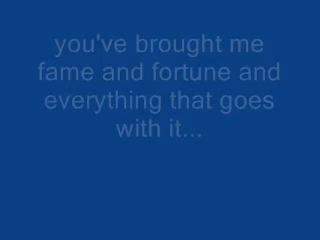 you've brought me
fame and fortune and
everything that goes
with it...